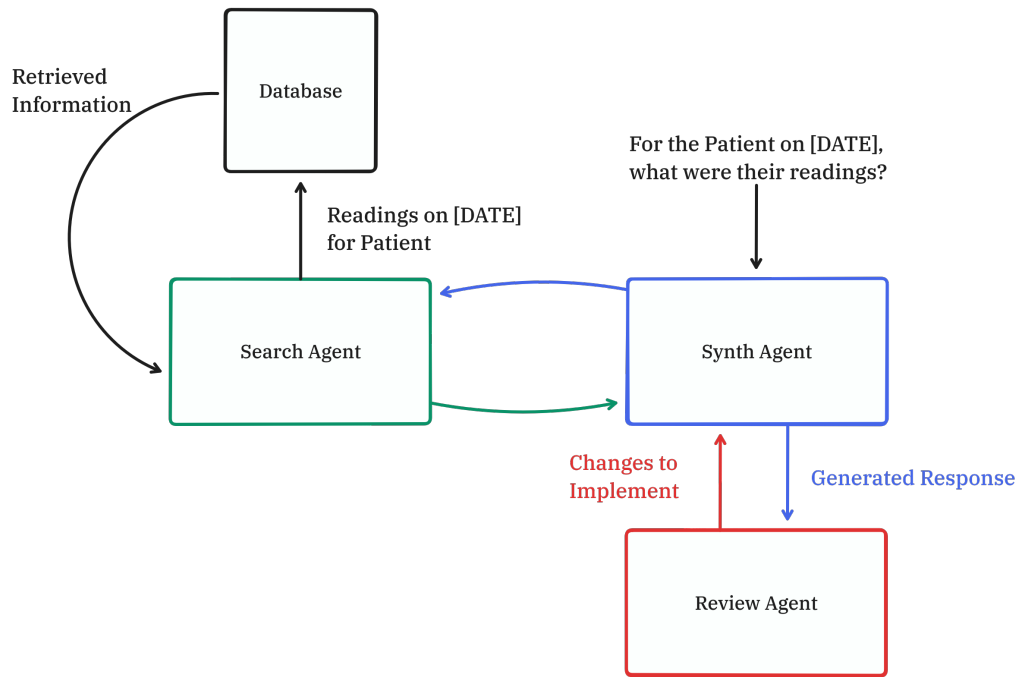 Retrieved
Information
Database
For the Patient on [DATE],
what were their readings?
Readings on [DATE]
for Patient
Search Agent
Synth Agent
Changes to
Implement
Generated Response
Review Agent